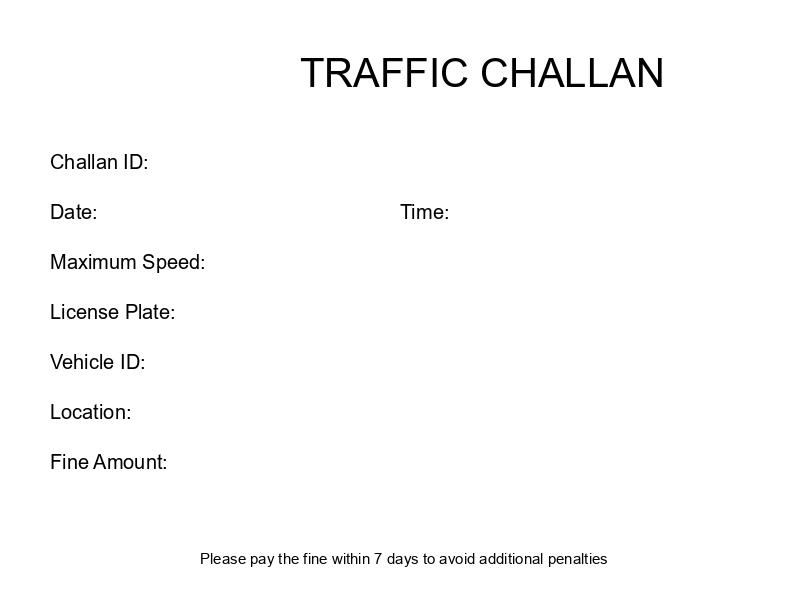 TRAFFIC CHALLAN
Challan ID:
Date: Time:
Maximum Speed:
License Plate:
Vehicle ID:
Location:
Fine Amount:
Please pay the fine within 7 days to avoid additional penalties